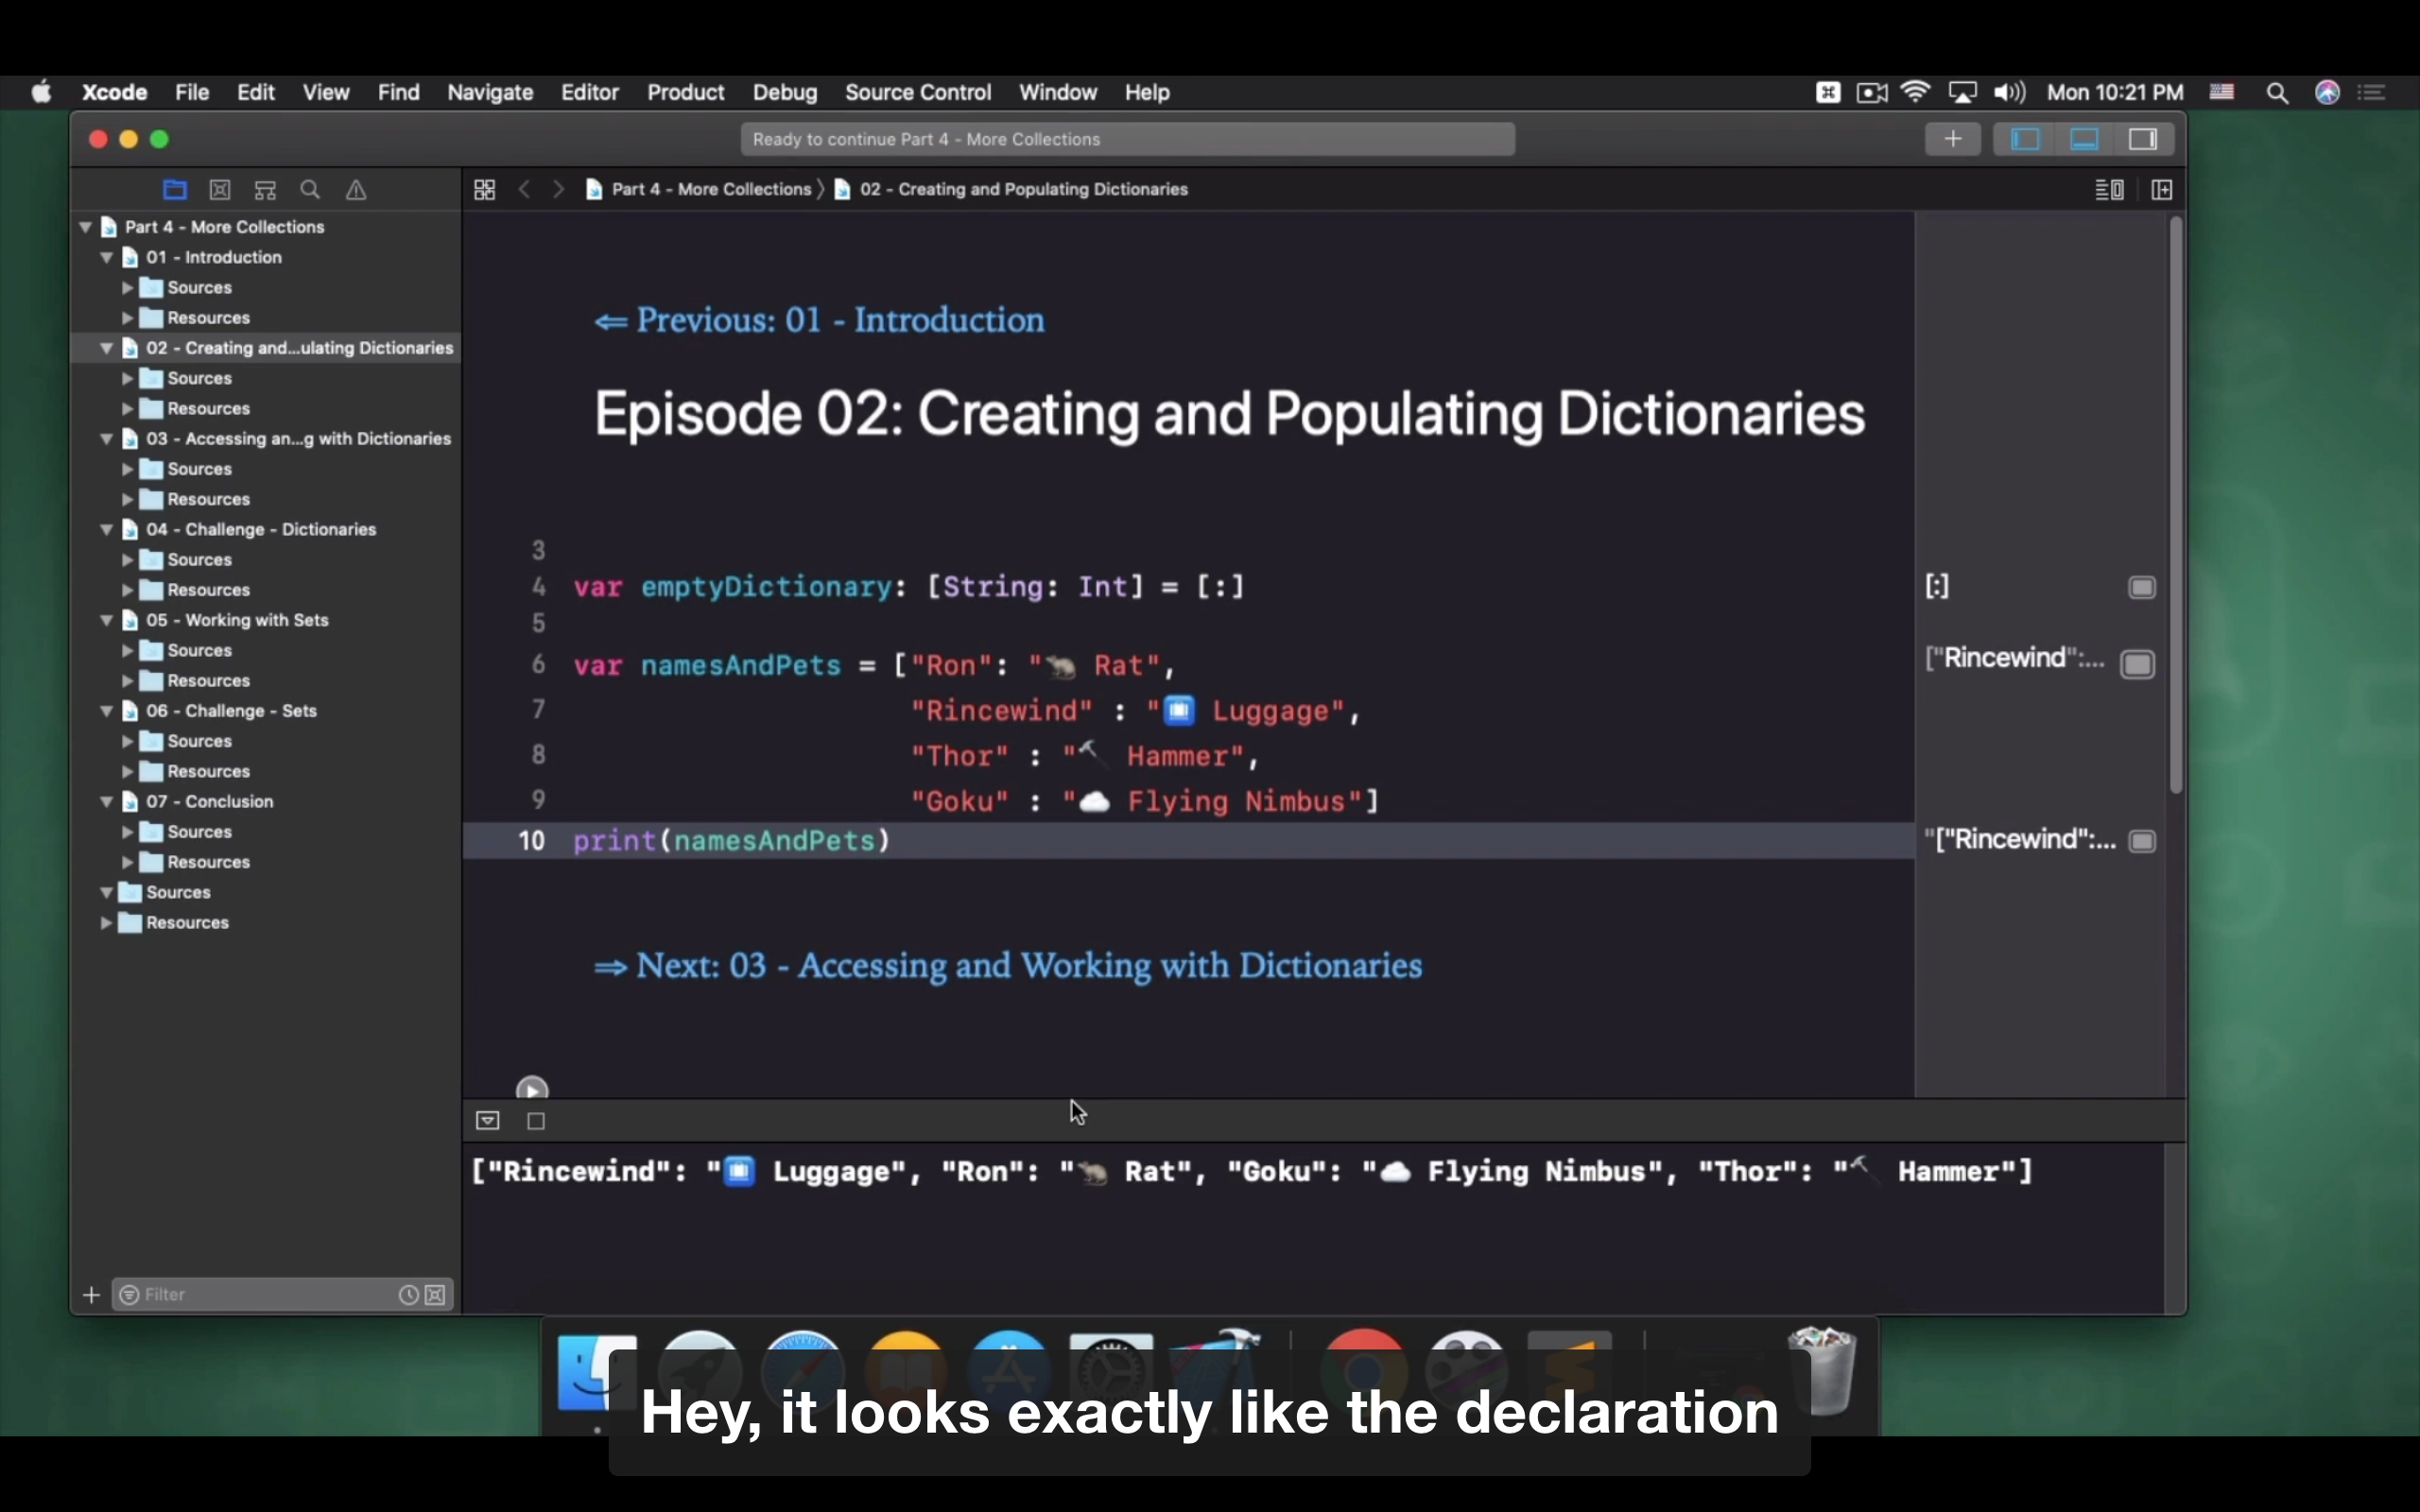 Xcode File Edit View Find Navigate Editor Product Debug Source Control Window Help Mon 10:21 PM
Ready to continue Part 4 - More Collections
Part 4 - More Collections 〉 02 - Creating and Populating Dictionaries
Part 4 - More Collections
01 - Introduction
Sources
Resources
02 - Creating and...ulating Dictionaries
Sources
Resources
03 - Accessing an...g with Dictionaries
Sources
Resources
04 - Challenge - Dictionaries
Sources
Resources
05 - Working with Sets
Sources
Resources
06 - Challenge - Sets
Sources
Resources
07 - Conclusion
Sources
Resources
Sources
Resources
Filter
⇐ Previous: 01 - Introduction
Episode 02: Creating and Populating Dictionaries
3
4 var emptyDictionary: [String: Int] = [:]
5
6 var namesAndPets = ["Ron": "🐀 Rat",
7 "Rincewind" : "🛄 Luggage",
8 "Thor" : "🔨 Hammer",
9 "Goku" : "☁️ Flying Nimbus"]
10 print(namesAndPets)
⇒ Next: 03 - Accessing and Working with Dictionaries
[:]
["Rincewind":...
"["Rincewind":...
["Rincewind": "🛄 Luggage", "Ron": "🐀 Rat", "Goku": "☁️ Flying Nimbus", "Thor": "🔨 Hammer"]
Hey, it looks exactly like the declaration